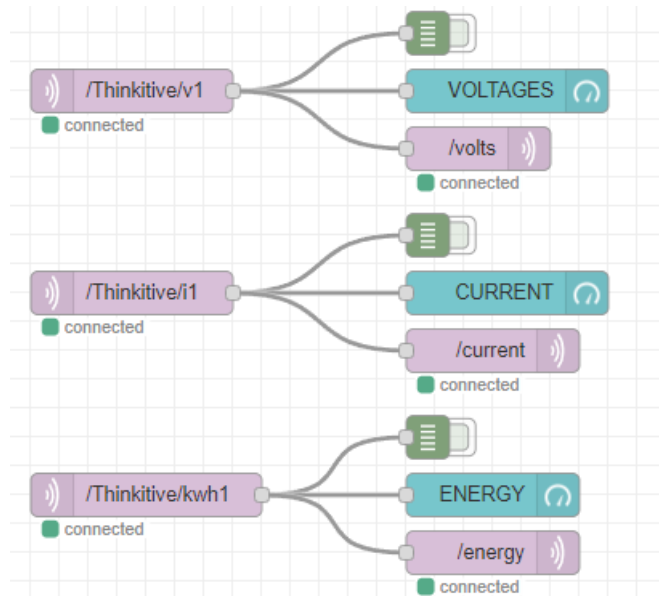 /Thinkitive/v1
connected
VOLTAGES
/volts
connected
/Thinkitive/i1
connected
CURRENT
/current
connected
/Thinkitive/kwh1
connected
ENERGY
/energy
connected